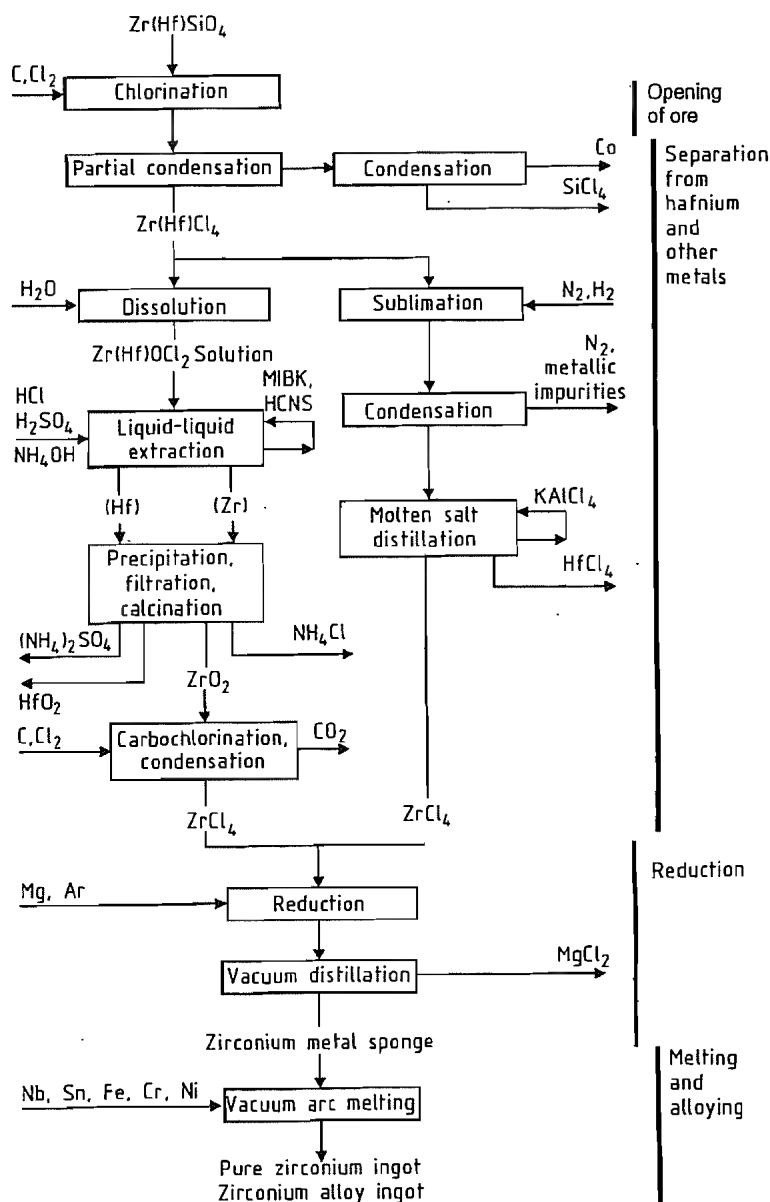 Zr(Hf)SiO₄
C,Cl₂
Chlorination
Opening
of ore
Partial condensation
Condensation
Co
SiCl₄
Separation
from
hafnium
and
other
metals
Zr(Hf)Cl₄
H₂O
Dissolution
Sublimation
N₂,H₂
Zr(Hf)OCl₂ Solution
N₂,
metallic
impurities
HCl
H₂SO₄
NH₄OH
Liquid-liquid
extraction
MIBK,
HCNS
Condensation
(Hf)
(Zr)
Molten salt
distillation
KAlCl₄
HfCl₄
Precipitation,
filtration,
calcination
(NH₄)₂SO₄
NH₄Cl
HfO₂
ZrO₂
C,Cl₂
Carbochlorination,
condensation
CO₂
ZrCl₄
ZrCl₄
Mg, Ar
Reduction
Reduction
Vacuum distillation
MgCl₂
Zirconium metal sponge
Nb, Sn, Fe, Cr, Ni
Vacuum arc melting
Melting
and
alloying
Pure zirconium ingot
Zirconium alloy ingot